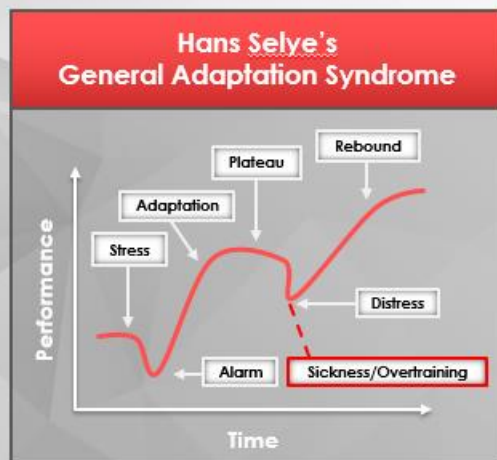 Hans Selye's
General Adaptation Syndrome
Performance
Stress
Adaptation
Plateau
Rebound
Alarm
Distress
Sickness/Overtraining
Time